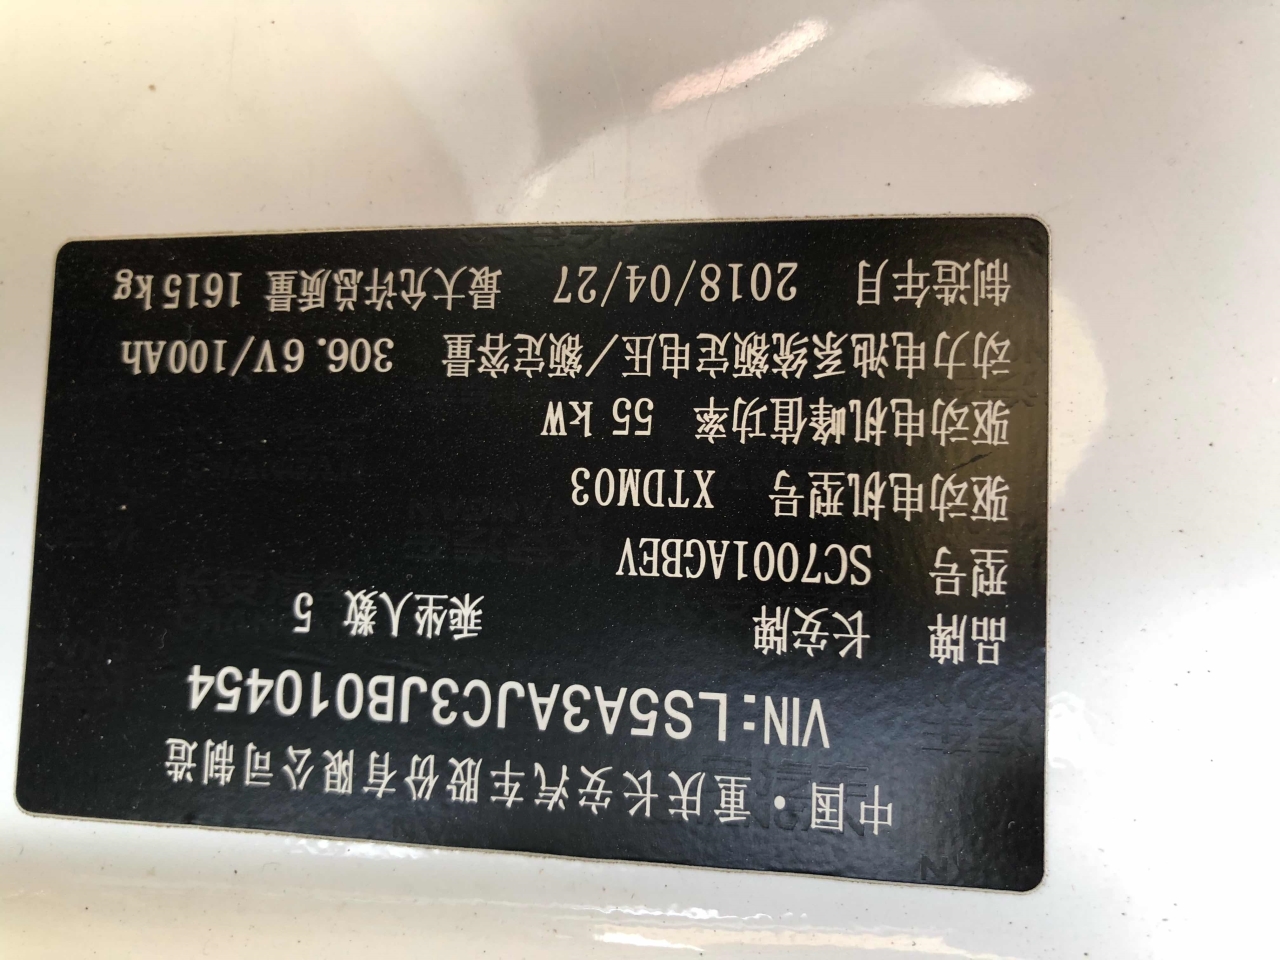 中国·重庆长安汽车股份有限公司制造
VIN:LS5A3AJC3JB010454
品牌 长安牌 乘坐人数 5
型号 SC7001AGBEV
驱动电机型号 XTDM03
驱动电机峰值功率 55 kW
动力电池系统额定电压/额定容量 306.6V/100Ah
制造年月 2018/04/27 最大允许总质量 1615kg